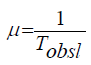 μ = 1 / T_obsl